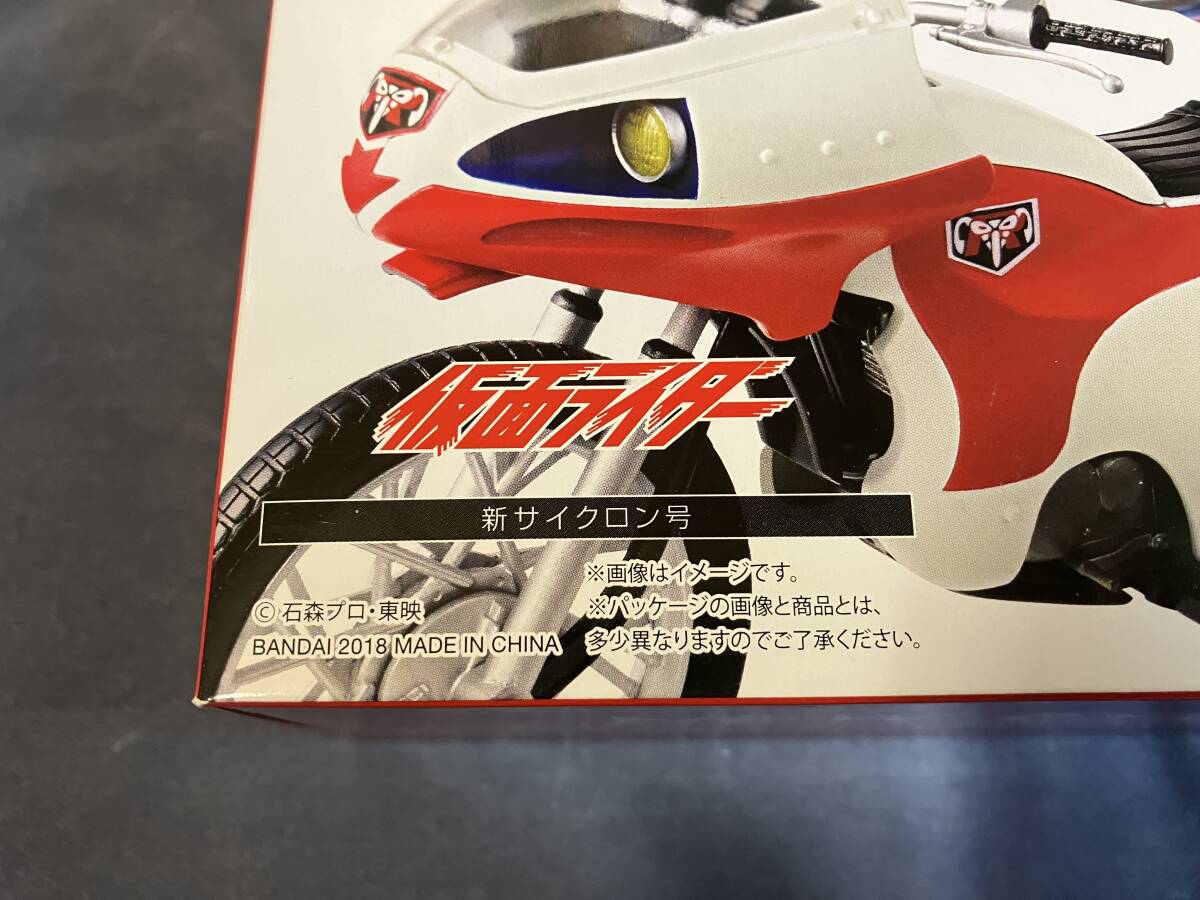 仮面ライダー
新サイクロン号
© 石森プロ・東映
BANDAI 2018 MADE IN CHINA
※画像はイメージです。
※パッケージの画像と商品とは、
多少異なりますのでご了承ください。